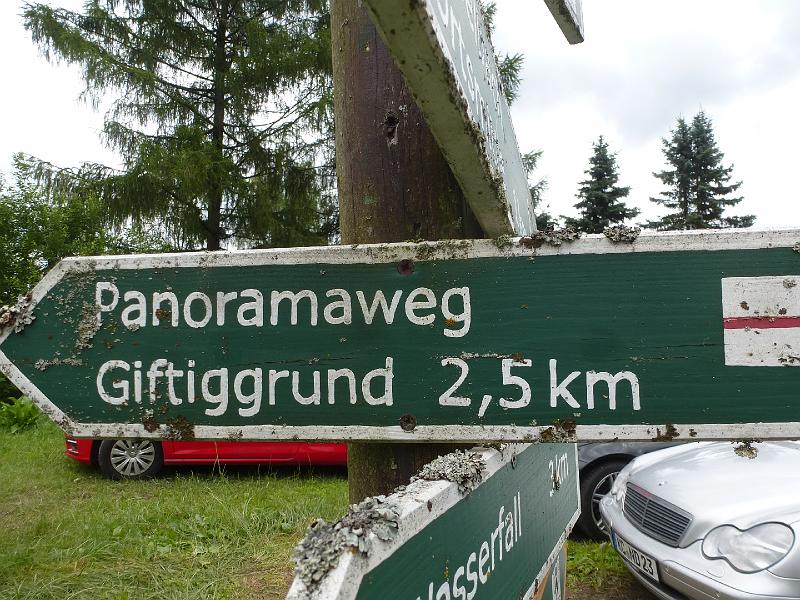 Panoramaweg
Giftiggrund 2,5 km
Wasserfall 3 km